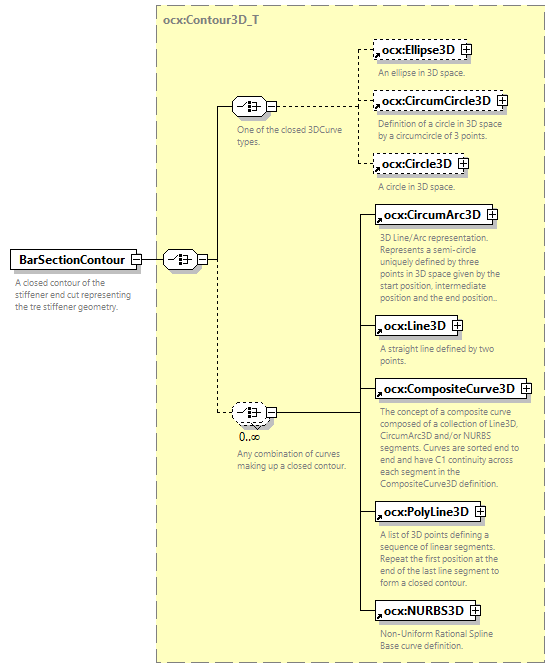 ocx:Contour3D_T
ocx:Ellipse3D
An ellipse in 3D space.
ocx:CircumCircle3D
One of the closed 3DCurve
types.
Definition of a circle in 3D space
by a circumcircle of 3 points.
ocx:Circle3D
A circle in 3D space.
ocx:CircumArc3D
3D Line/Arc representation.
Represents a semi-circle
uniquely defined by three
points in 3D space given by the
start position, intermediate
position and the end position..
BarSectionContour
A closed contour of the
stiffener end cut representing
the tre stiffener geometry.
ocx:Line3D
A straight line defined by two
points.
ocx:CompositeCurve3D
The concept of a composite curve
composed of a collection of Line3D,
CircumArc3D and/or NURBS
segments. Curves are sorted end to
end and have C1 continuity across
each segment in the
CompositeCurve3D definition.
0..∞
Any combination of curves
making up a closed contour.
ocx:PolyLine3D
A list of 3D points defining a
sequence of linear segments.
Repeat the first position at the
end of the last line segment to
form a closed contour.
ocx:NURBS3D
Non-Uniform Rational Spline
Base curve definition.